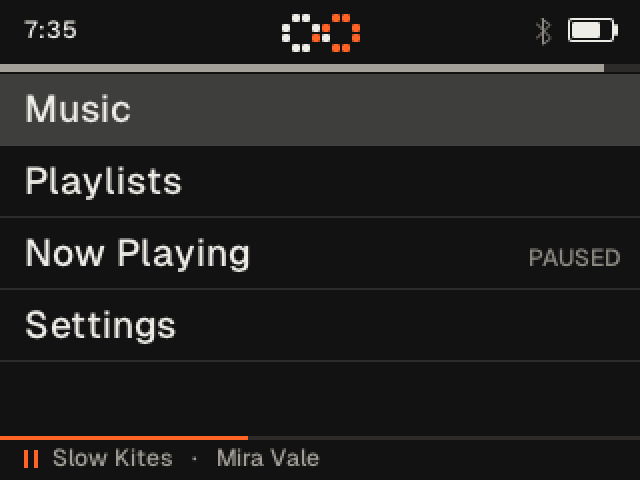 7:35
Music
Playlists
Now Playing PAUSED
Settings
Slow Kites · Mira Vale